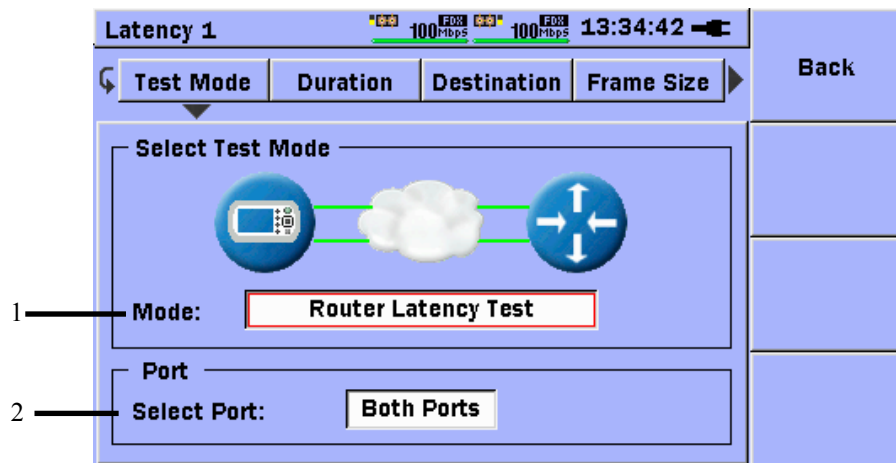 Latency 1 100 FDX Mbps 100 FDX Mbps 13:34:42
Test Mode Duration Destination Frame Size
Back
Select Test Mode
1 Mode: Router Latency Test
Port
2 Select Port: Both Ports